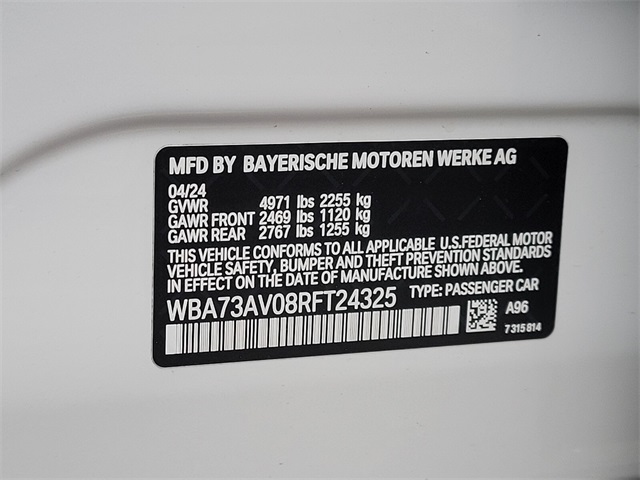 MFD BY BAYERISCHE MOTOREN WERKE AG
04/24
GVWR 4971 lbs 2255 kg
GAWR FRONT 2469 lbs 1120 kg
GAWR REAR 2767 lbs 1255 kg
THIS VEHICLE CONFORMS TO ALL APPLICABLE U.S.FEDERAL MOTOR
VEHICLE SAFETY, BUMPER AND THEFT PREVENTION STANDARDS
IN EFFECT ON THE DATE OF MANUFACTURE SHOWN ABOVE.
WBA73AV08RFT24325 TYPE: PASSENGER CAR
A96
7315814